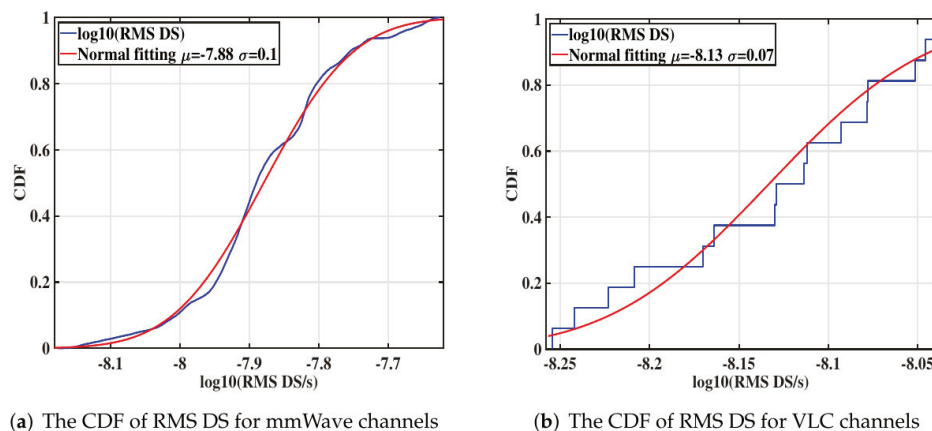 1
0.8
0.6
0.4
0.2
0
CDF
log10(RMS DS)
Normal fitting μ=-7.88 σ=0.1
-8.1 -8 -7.9 -7.8 -7.7
log10(RMS DS/s)
(a) The CDF of RMS DS for mmWave channels
1
0.8
0.6
0.4
0.2
0
CDF
log10(RMS DS)
Normal fitting μ=-8.13 σ=0.07
-8.25 -8.2 -8.15 -8.1 -8.05
log10(RMS DS/s)
(b) The CDF of RMS DS for VLC channels